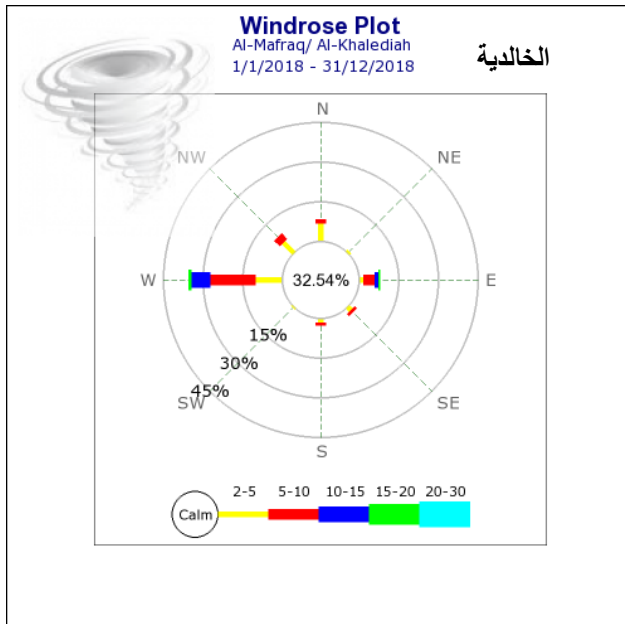 Windrose Plot
Al-Mafraq/ Al-Khalediah
1/1/2018 - 31/12/2018
الخالدية
N
NW
NE
W
32.54%
E
15%
30%
45%
SW
SE
S
2-5 5-10 10-15 15-20 20-30
Calm